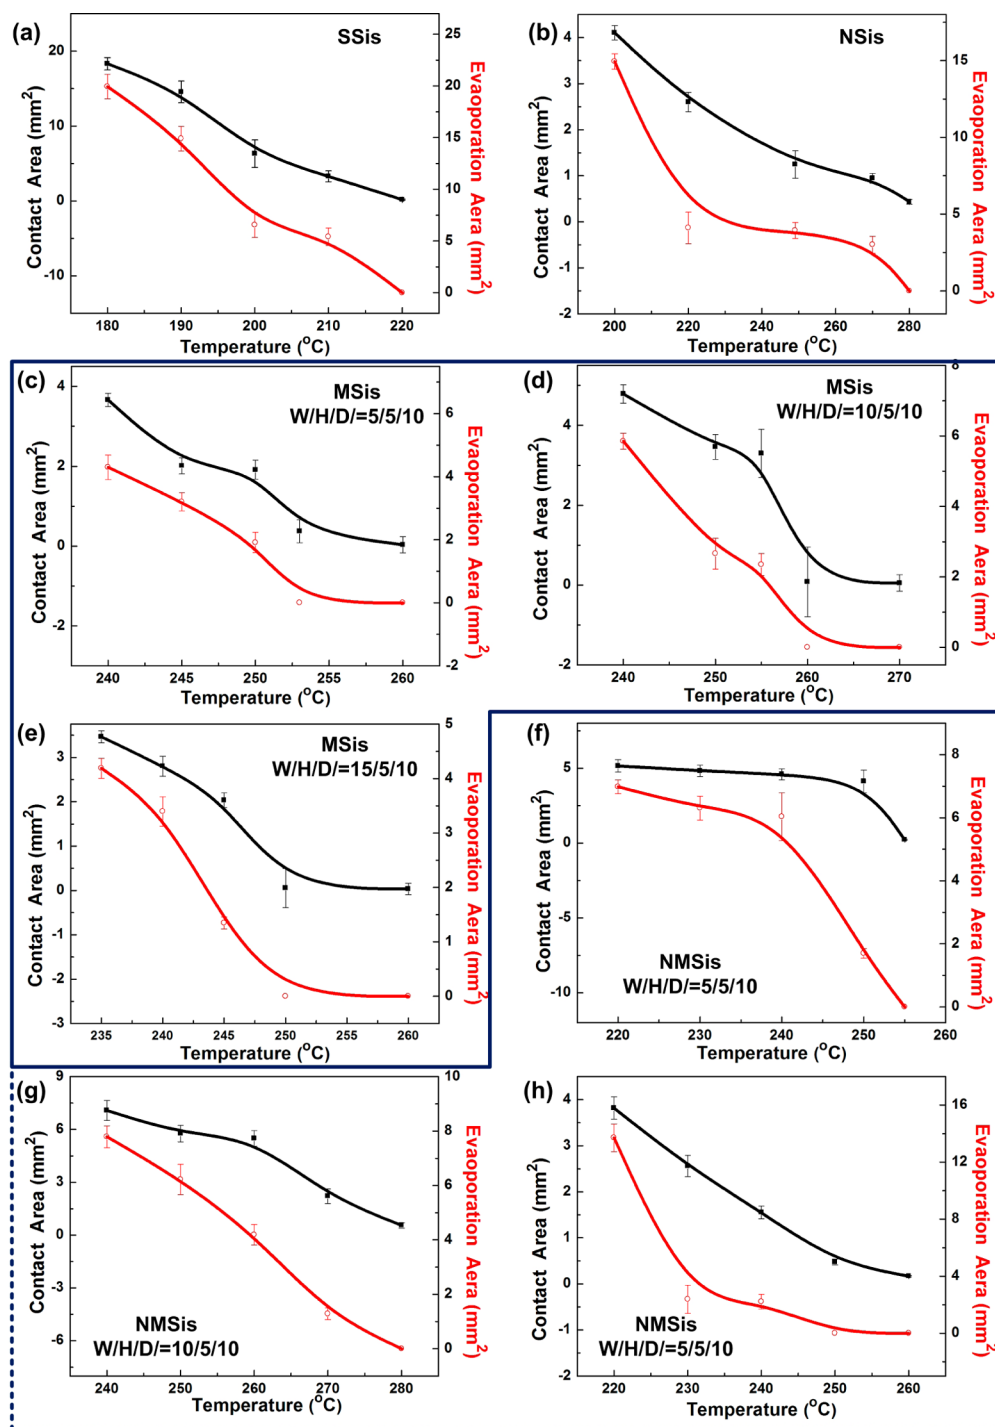 (a)
SSis
Contact Area (mm2)
20
10
0
-10
25
20
15
10
5
0
Evaoporation Aera (mm2)
180 190 200 210 220
Temperature (oC)
(b)
NSis
Contact Area (mm2)
4
3
2
1
0
-1
-2
15
10
5
0
Evaoporation Aera (mm2)
200 220 240 260 280
Temperature (oC)
(c)
MSis
W/H/D/=5/5/10
Contact Area (mm2)
4
2
0
-2
6
4
2
0
-2
Evaoporation Aera (mm2)
240 245 250 255 260
Temperature (oC)
(d)
MSis
W/H/D/=10/5/10
Contact Area (mm2)
4
2
0
-2
8
6
4
2
0
Evaoporation Aera (mm2)
240 250 260 270
Temperature (oC)
(e)
MSis
W/H/D/=15/5/10
Contact Area (mm2)
3
2
1
0
-1
-2
-3
5
4
3
2
1
0
Evaoporation Aera (mm2)
235 240 245 250 255 260
Temperature (oC)
(f)
NMSis
W/H/D/=5/5/10
Contact Area (mm2)
5
0
-5
-10
8
6
4
2
0
Evaoporation Aera (mm2)
220 230 240 250 260
Temperature (oC)
(g)
NMSis
W/H/D/=10/5/10
Contact Area (mm2)
9
6
3
0
-3
-6
10
8
6
4
2
0
Evaoporation Aera (mm2)
240 250 260 270 280
Temperature (oC)
(h)
NMSis
W/H/D/=5/5/10
Contact Area (mm2)
4
3
2
1
0
-1
-2
16
12
8
4
0
Evaoporation Aera (mm2)
220 230 240 250 260
Temperature (oC)